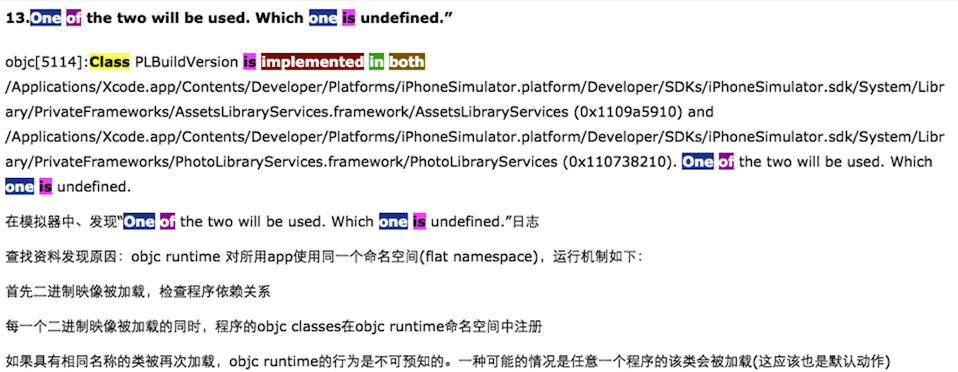 13.One of the two will be used. Which one is undefined.”
objc[5114]:Class PLBuildVersion is implemented in both
/Applications/Xcode.app/Contents/Developer/Platforms/iPhoneSimulator.platform/Developer/SDKs/iPhoneSimulator.sdk/System/Libr
ary/PrivateFrameworks/AssetsLibraryServices.framework/AssetsLibraryServices (0x1109a5910) and
/Applications/Xcode.app/Contents/Developer/Platforms/iPhoneSimulator.platform/Developer/SDKs/iPhoneSimulator.sdk/System/Libr
ary/PrivateFrameworks/PhotoLibraryServices.framework/PhotoLibraryServices (0x110738210). One of the two will be used. Which
one is undefined.
在模拟器中、发现“One of the two will be used. Which one is undefined.”日志
查找资料发现原因：objc runtime 对所用app使用同一个命名空间(flat namespace)，运行机制如下：
首先二进制映像被加载，检查程序依赖关系
每一个二进制映像被加载的同时，程序的objc classes在objc runtime命名空间中注册
如果具有相同名称的类被再次加载，objc runtime的行为是不可预知的。一种可能的情况是任意一个程序的该类会被加载(这应该也是默认动作)